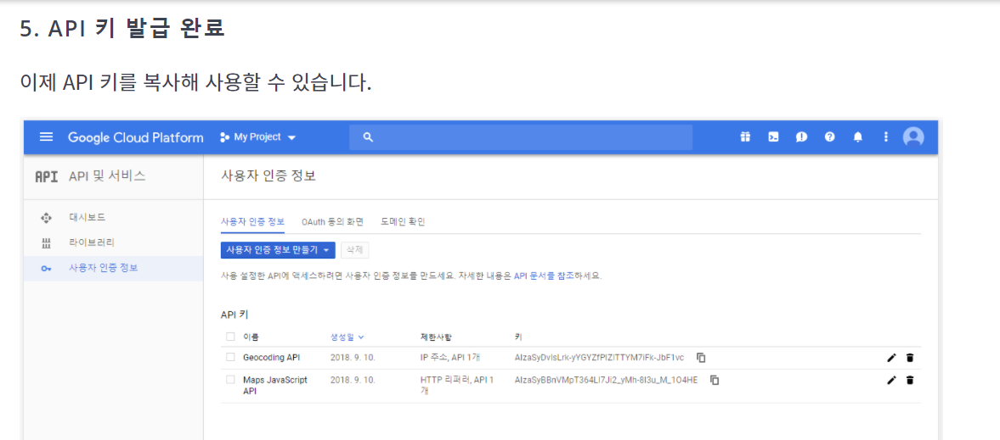 5. API 키 발급 완료
이제 API 키를 복사해 사용할 수 있습니다.
Google Cloud Platform My Project
API API 및 서비스
사용자 인증 정보
대시보드
라이브러리
사용자 인증 정보
사용자 인증 정보 OAuth 동의 화면 도메인 확인
사용자 인증 정보 만들기 삭제
사용 설정한 API에 액세스하려면 사용자 인증 정보를 만드세요. 자세한 내용은 API 문서를 참조하세요.
API 키
이름 생성일 제한사항 키
Geocoding API 2018. 9. 10. IP 주소, API 1개
Maps JavaScript 2018. 9. 10. HTTP 리퍼러, API 1
API 개